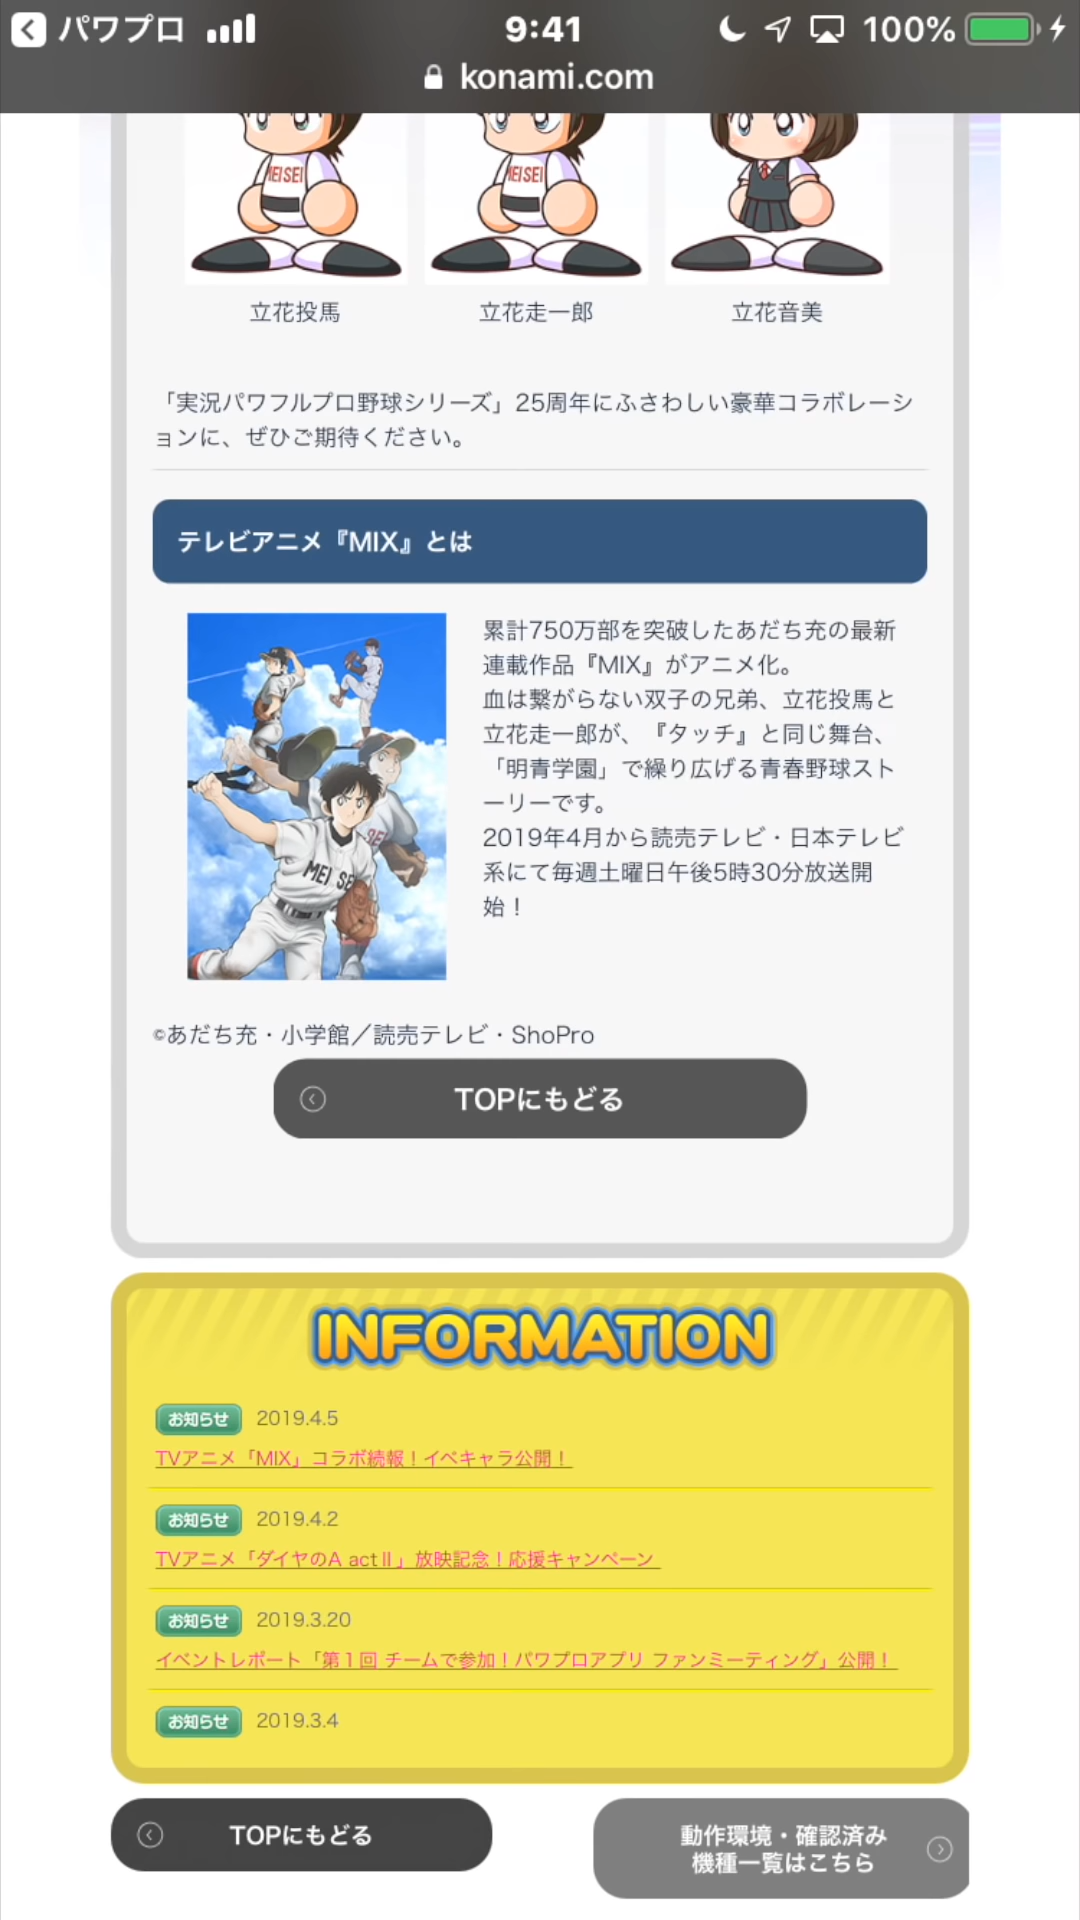 パワプロ 9:41 100%
konami.com
MEISEI MEISEI
立花投馬 立花走一郎 立花音美
「実況パワフルプロ野球シリーズ」25周年にふさわしい豪華コラボレーシ
ョンに、ぜひご期待ください。
テレビアニメ『MIX』とは
累計750万部を突破したあだち充の最新
連載作品『MIX』がアニメ化。
血は繋がらない双子の兄弟、立花投馬と
立花走一郎が、『タッチ』と同じ舞台、
「明青学園」で繰り広げる青春野球スト
ーリーです。
2019年4月から読売テレビ・日本テレビ
系にて毎週土曜日午後5時30分放送開
始！
MEI SE
©あだち充・小学館／読売テレビ・ShoPro
TOPにもどる
INFORMATION
お知らせ 2019.4.5
TVアニメ「MIX」コラボ続報！イベキャラ公開！
お知らせ 2019.4.2
TVアニメ「ダイヤのA actⅡ」放映記念！応援キャンペーン
お知らせ 2019.3.20
イベントレポート「第１回 チームで参加！パワプロアプリ ファンミーティング」公開！
お知らせ 2019.3.4
TOPにもどる
動作環境・確認済み
機種一覧はこちら